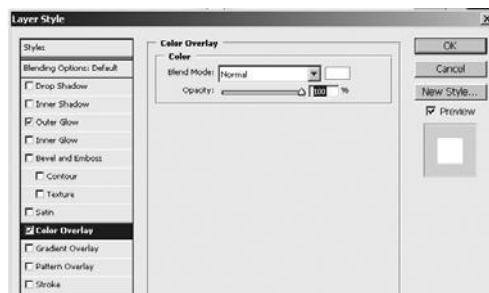 Layer Style
Styles
Blending Options: Default
Drop Shadow
Inner Shadow
Outer Glow
Inner Glow
Bevel and Emboss
Contour
Texture
Satin
Color Overlay
Gradient Overlay
Pattern Overlay
Stroke
Color Overlay
Color
Blend Mode: Normal
Opacity: 100 %
OK
Cancel
New Style...
Preview